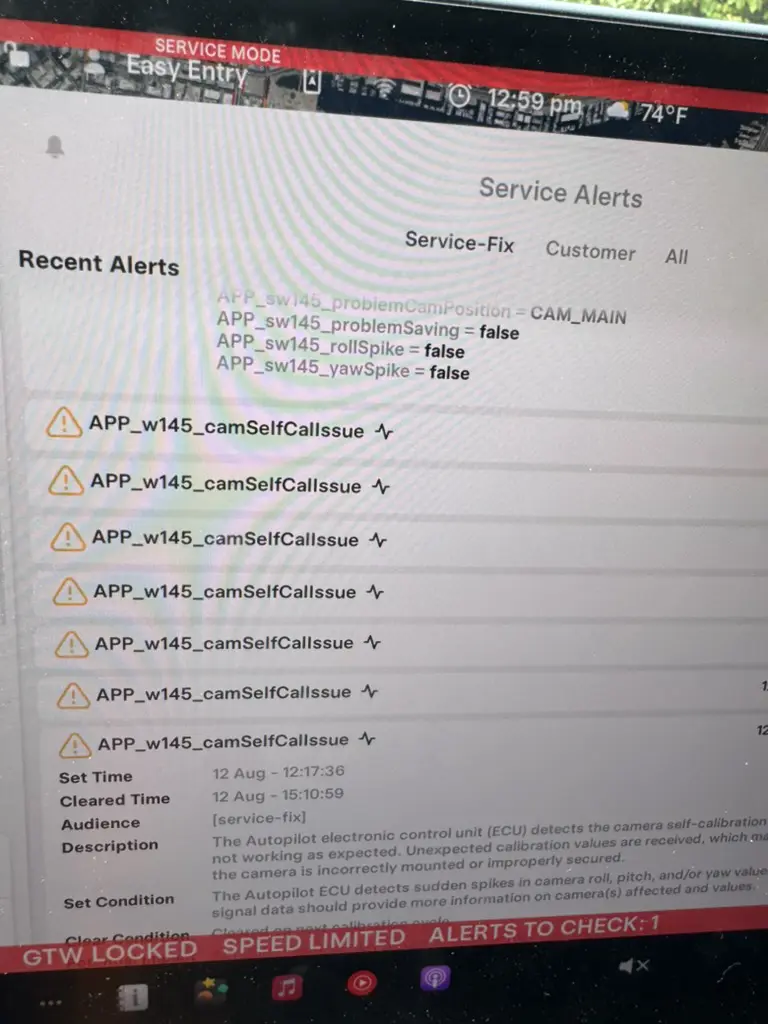 SERVICE MODE
Easy Entry
12:59 pm
74°F
Service Alerts
Service-Fix Customer All
Recent Alerts
APP_sw145_problemCamPosition = CAM_MAIN
APP_sw145_problemSaving = false
APP_sw145_rollSpike = false
APP_sw145_yawSpike = false
APP_w145_camSelfCalIssue
APP_w145_camSelfCalIssue
APP_w145_camSelfCalIssue
APP_w145_camSelfCalIssue
APP_w145_camSelfCalIssue
APP_w145_camSelfCalIssue
APP_w145_camSelfCalIssue
Set Time 12 Aug - 12:17:36
Cleared Time 12 Aug - 15:10:59
Audience [service-fix]
Description The Autopilot electronic control unit (ECU) detects the camera self-calibration
not working as expected. Unexpected calibration values are received, which
the camera is incorrectly mounted or improperly secured.
Set Condition The Autopilot ECU detects sudden spikes in camera roll, pitch, and/or yaw
signal data should provide more information on camera(s) affected and values.
Clear Condition Cleared on next calibration cycle
GTW LOCKED SPEED LIMITED ALERTS TO CHECK: 1